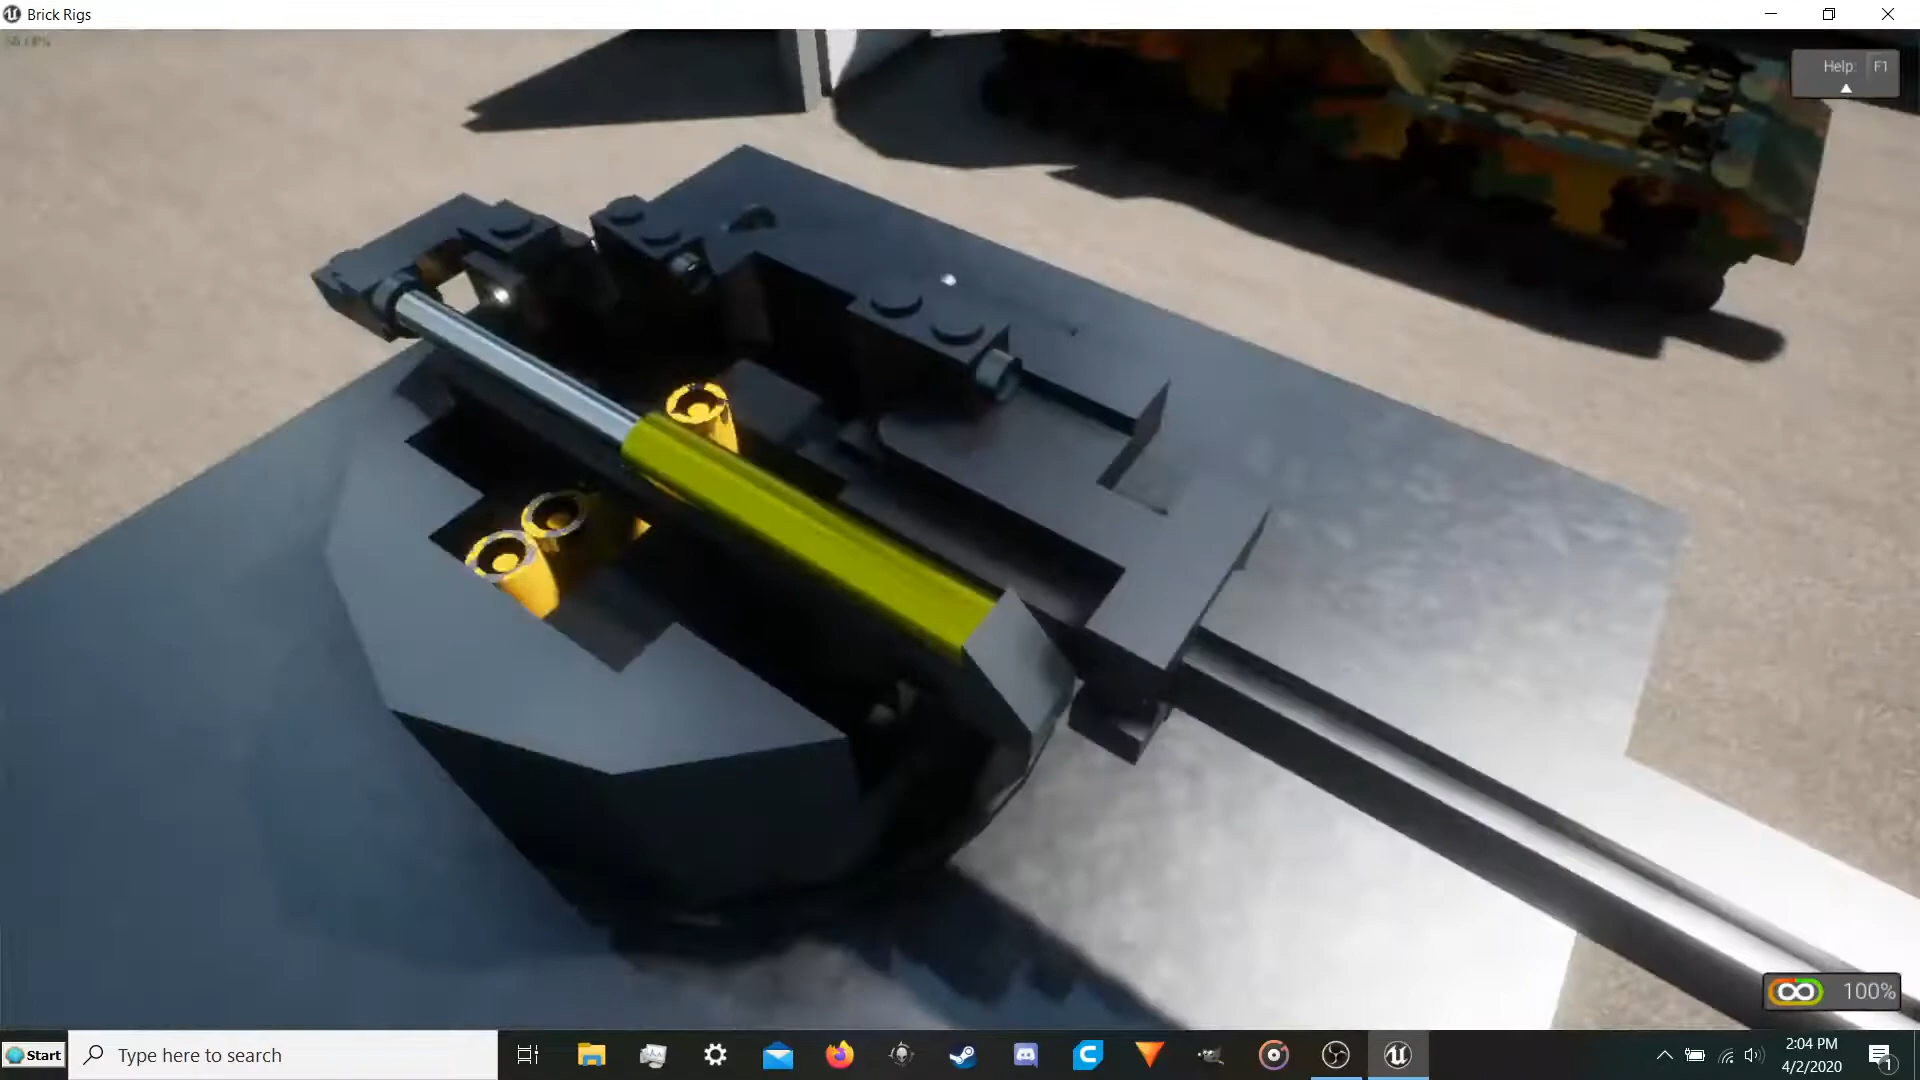 Brick Rigs
Help: F1
100%
Start
Type here to search
2:04 PM
4/2/2020
1